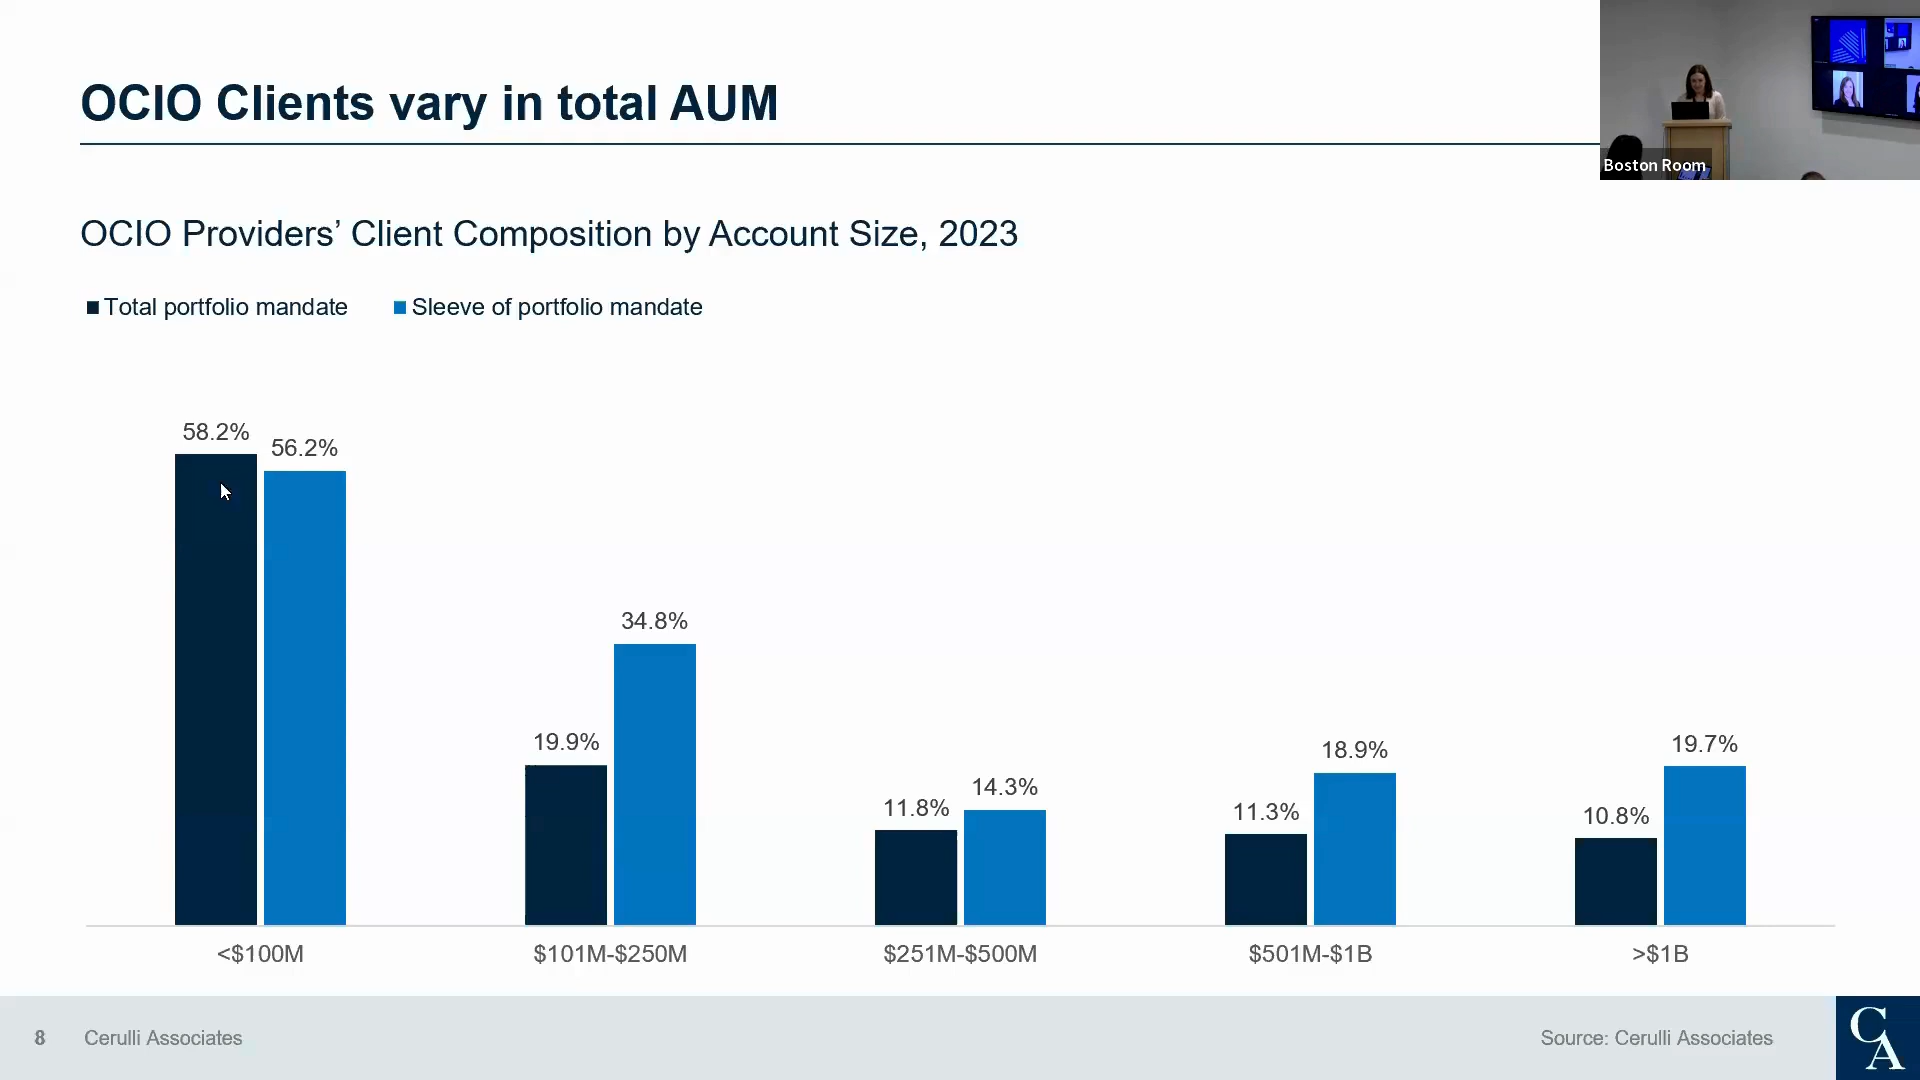 OCIO Clients vary in total AUM
Boston Room
OCIO Providers’ Client Composition by Account Size, 2023
Total portfolio mandate
Sleeve of portfolio mandate
58.2%
56.2%
19.9%
34.8%
11.8%
14.3%
11.3%
18.9%
10.8%
19.7%
<$100M
$101M-$250M
$251M-$500M
$501M-$1B
>$1B
8
Cerulli Associates
Source: Cerulli Associates
CA